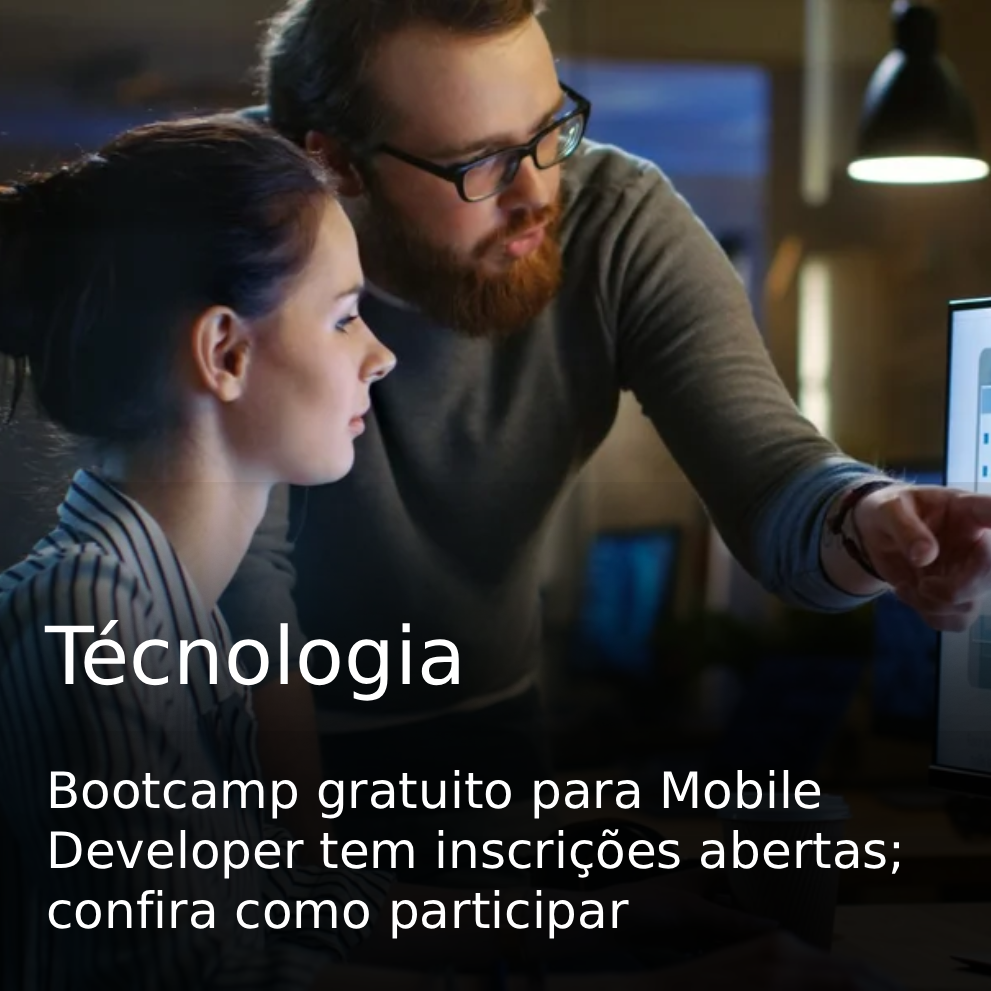 Técnologia
Bootcamp gratuito para Mobile
Developer tem inscrições abertas;
confira como participar